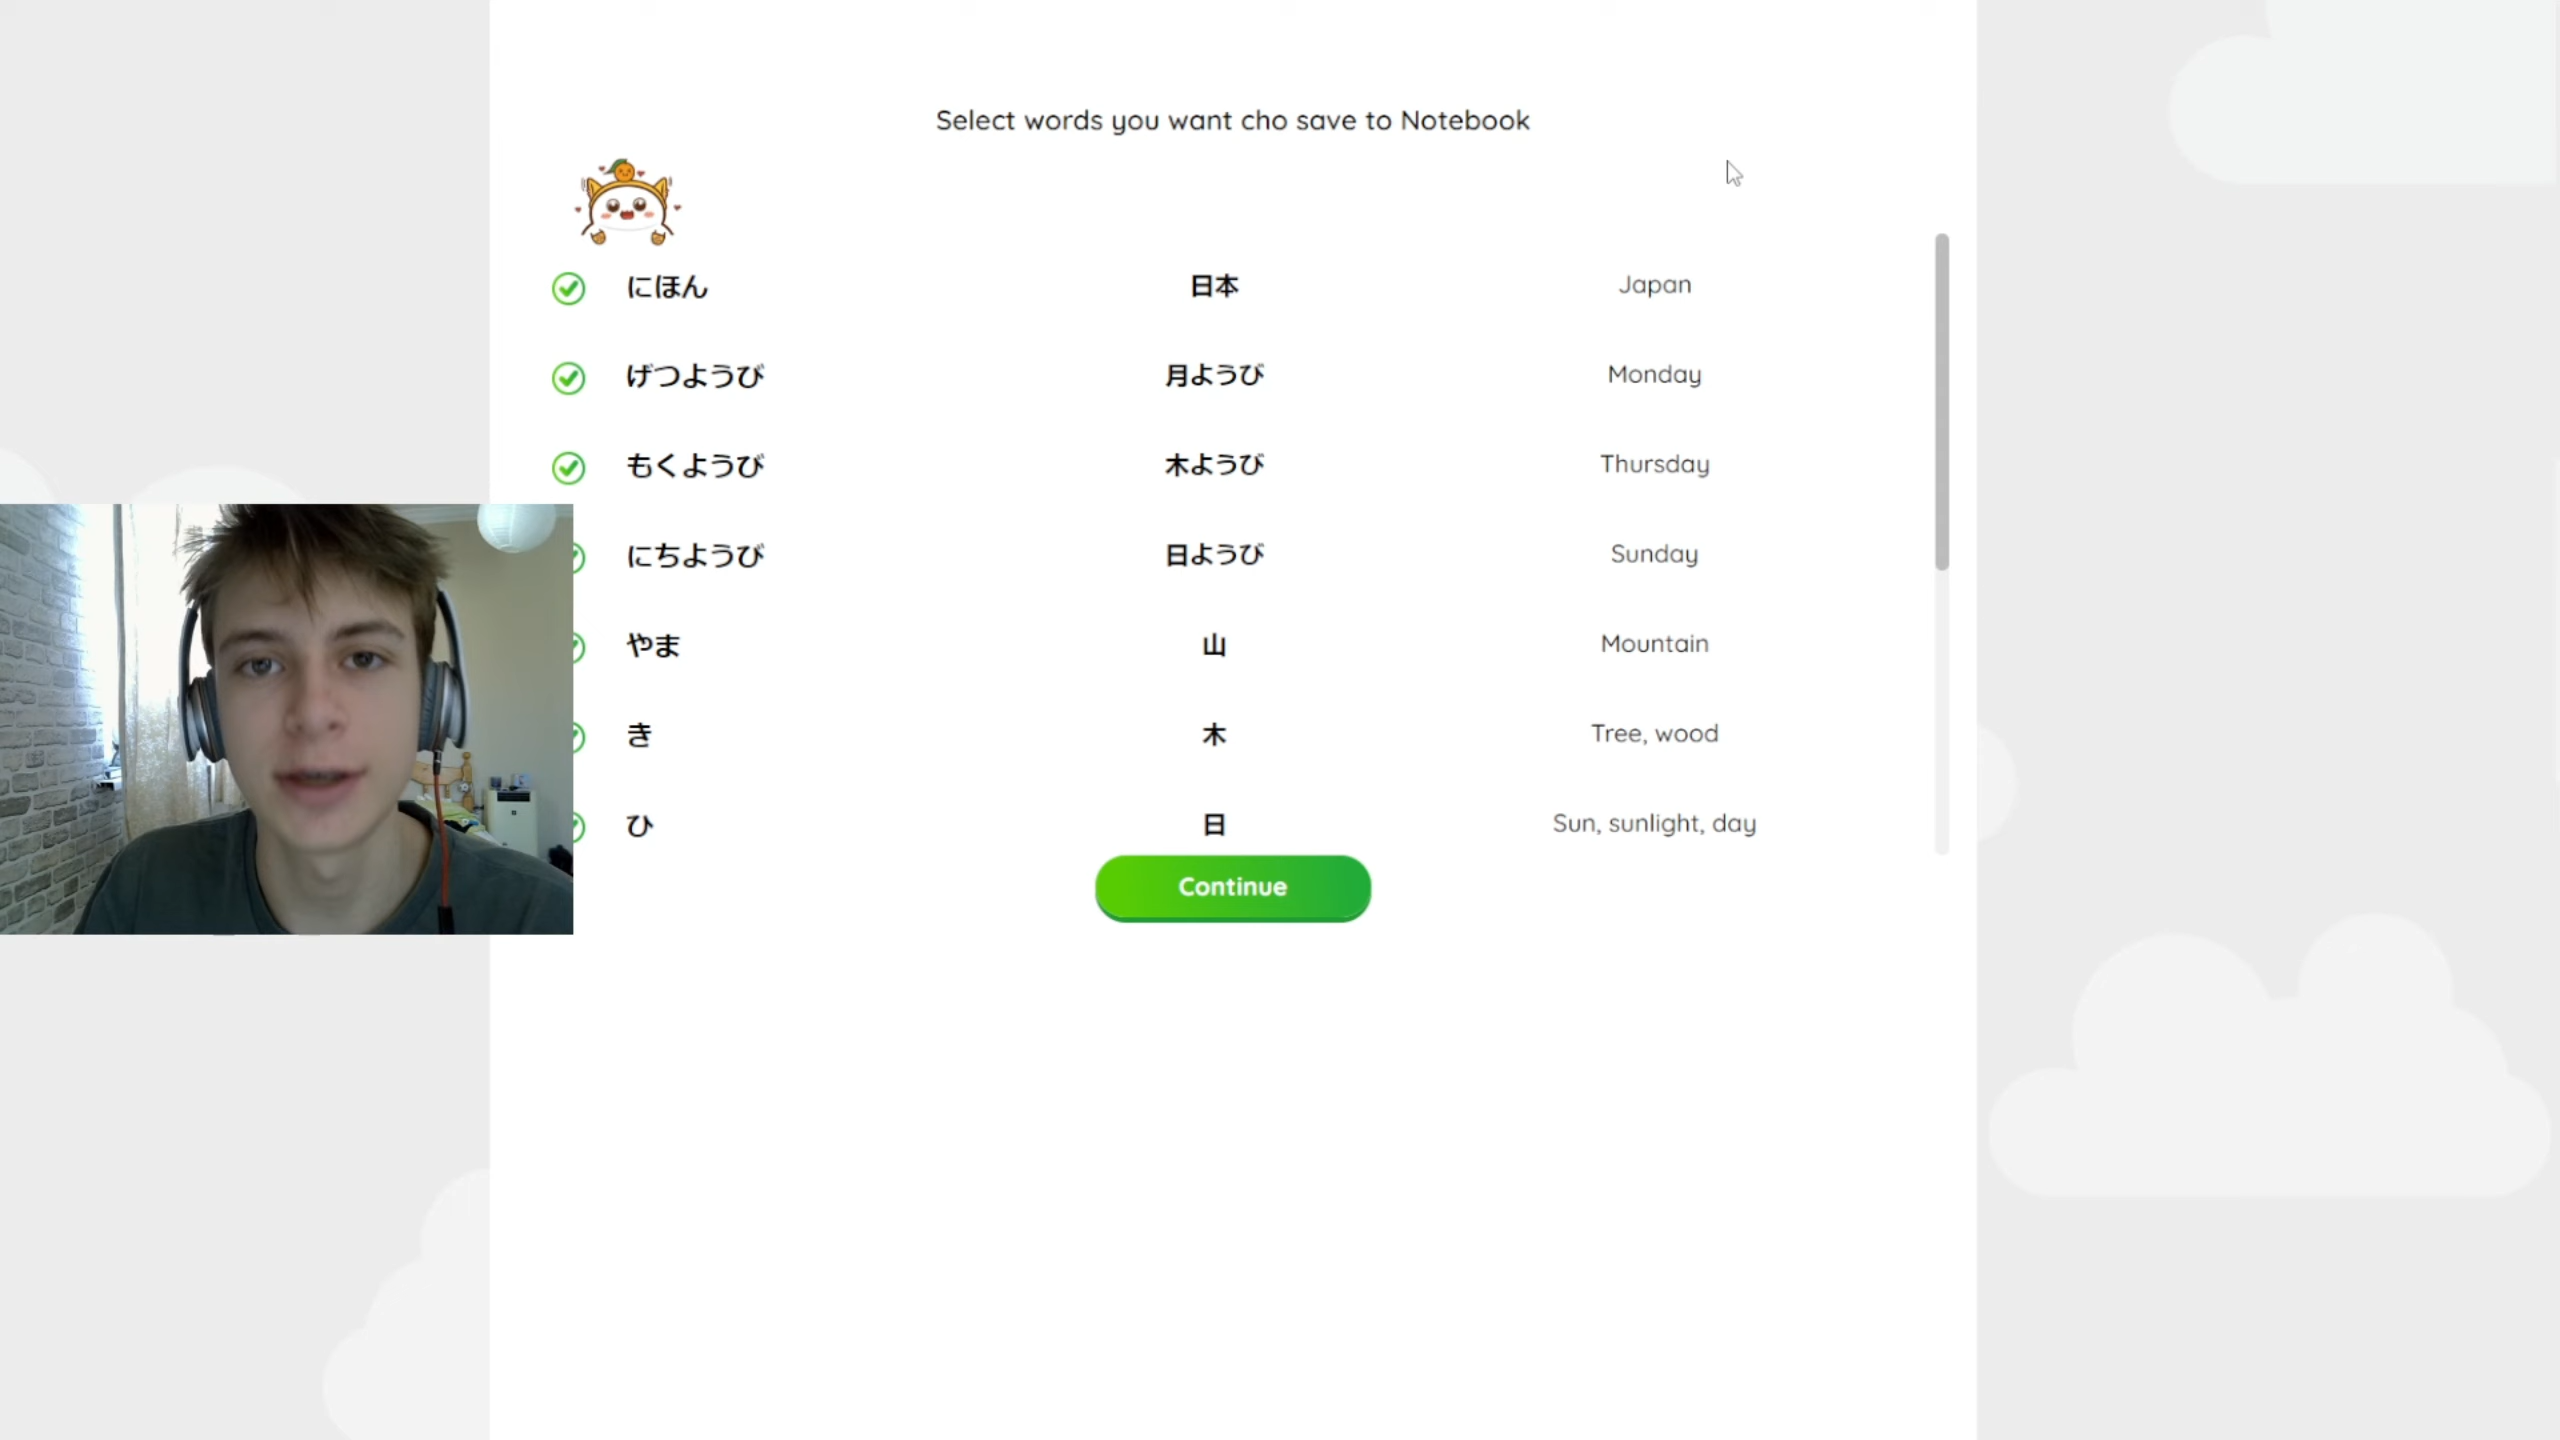 Select words you want cho save to Notebook
にほん 日本 Japan
げつようび 月ようび Monday
もくようび 木ようび Thursday
にちようび 日ようび Sunday
やま 山 Mountain
き 木 Tree, wood
ひ 日 Sun, sunlight, day
Continue